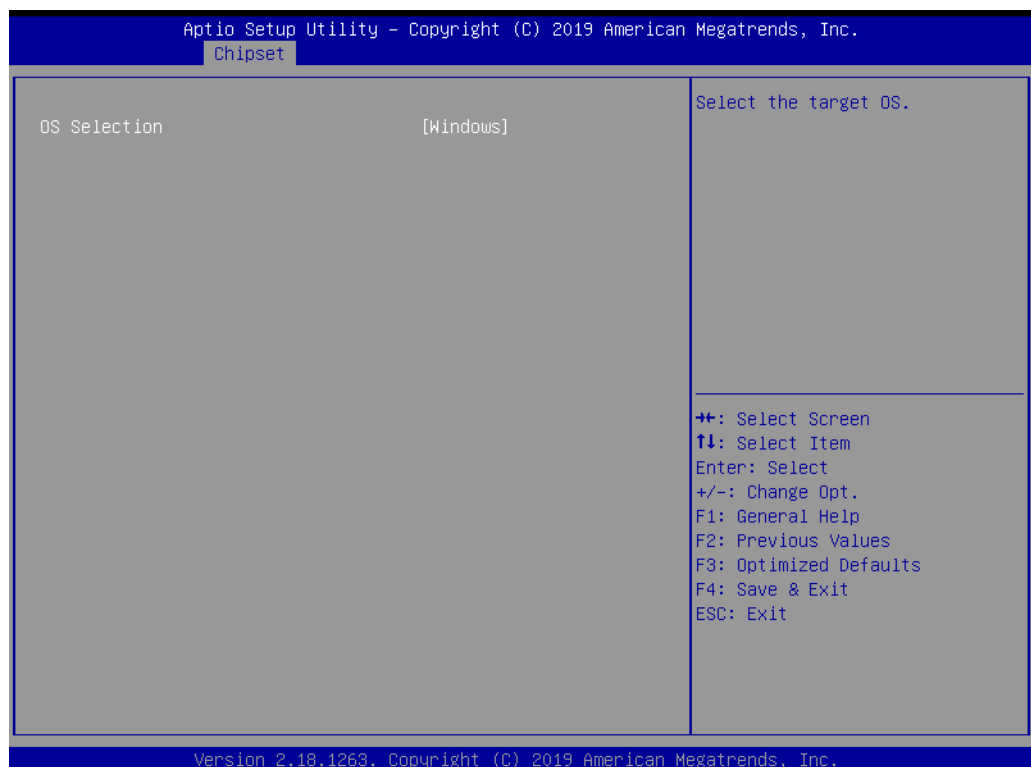 Aptio Setup Utility – Copyright (C) 2019 American Megatrends, Inc.
Chipset
OS Selection [Windows]
Select the target OS.
→←: Select Screen
↑↓: Select Item
Enter: Select
+/-: Change Opt.
F1: General Help
F2: Previous Values
F3: Optimized Defaults
F4: Save & Exit
ESC: Exit
Version 2.18.1263. Copyright (C) 2019 American Megatrends, Inc.